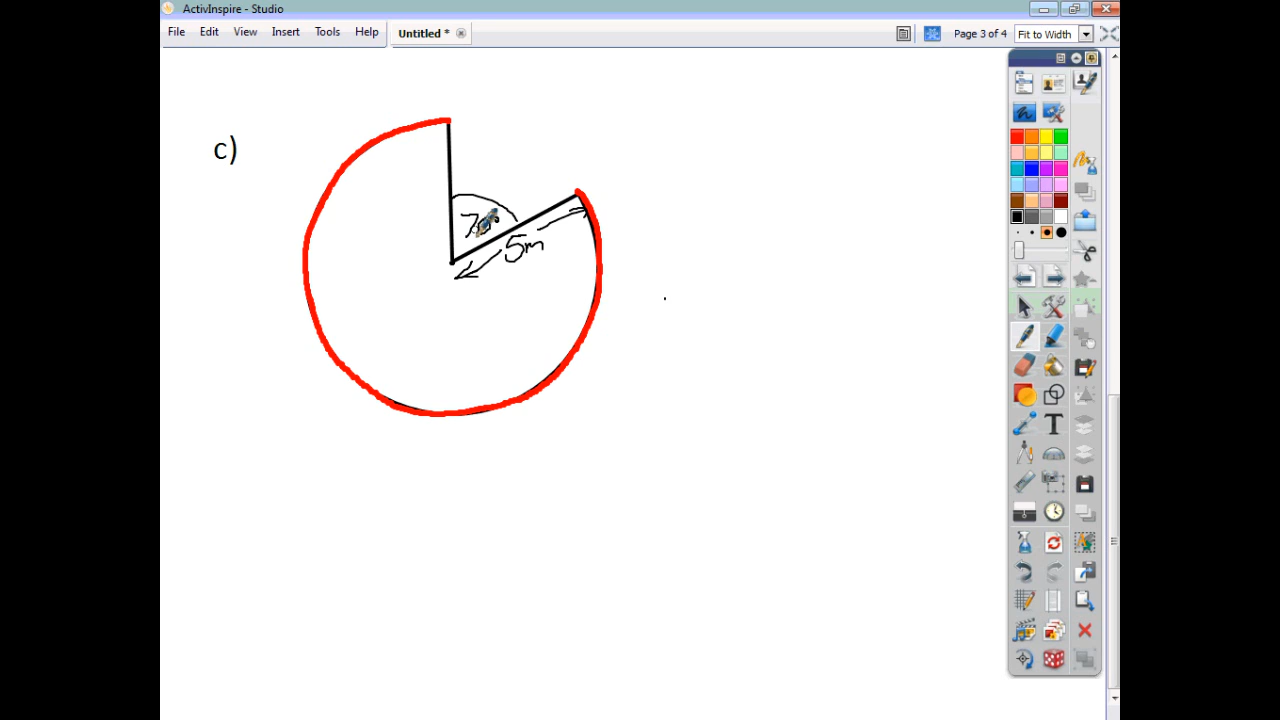 ActivInspire - Studio
File Edit View Insert Tools Help Untitled * Page 3 of 4 Fit to Width
c)
5m